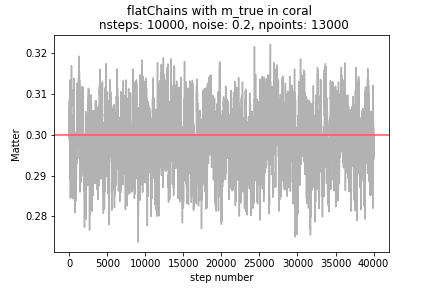 flatChains with m_true in coral
nsteps: 10000, noise: 0.2, npoints: 13000
0.32
0.31
0.30
0.29
0.28
Matter
0 5000 10000 15000 20000 25000 30000 35000 40000
step number